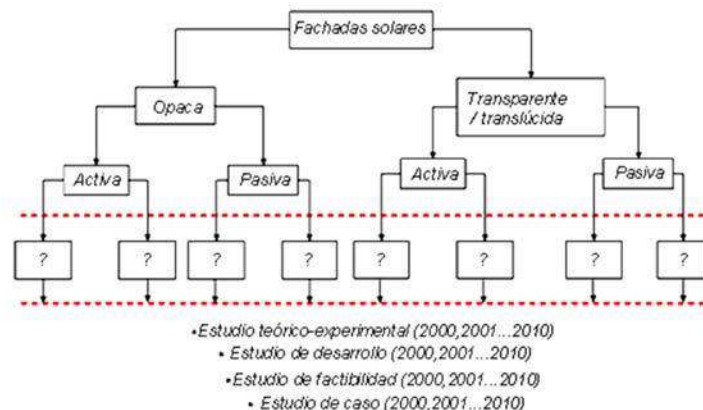 Fachadas solares
Opaca
Transparente
/ translúcida
Activa
Pasiva
Activa
Pasiva
?
?
?
?
?
?
?
?
•Estudio teórico-experimental (2000,2001...2010)
• Estudio de desarrollo (2000,2001...2010)
•Estudio de factibilidad (2000,2001...2010)
• Estudio de caso (2000,2001...2010)